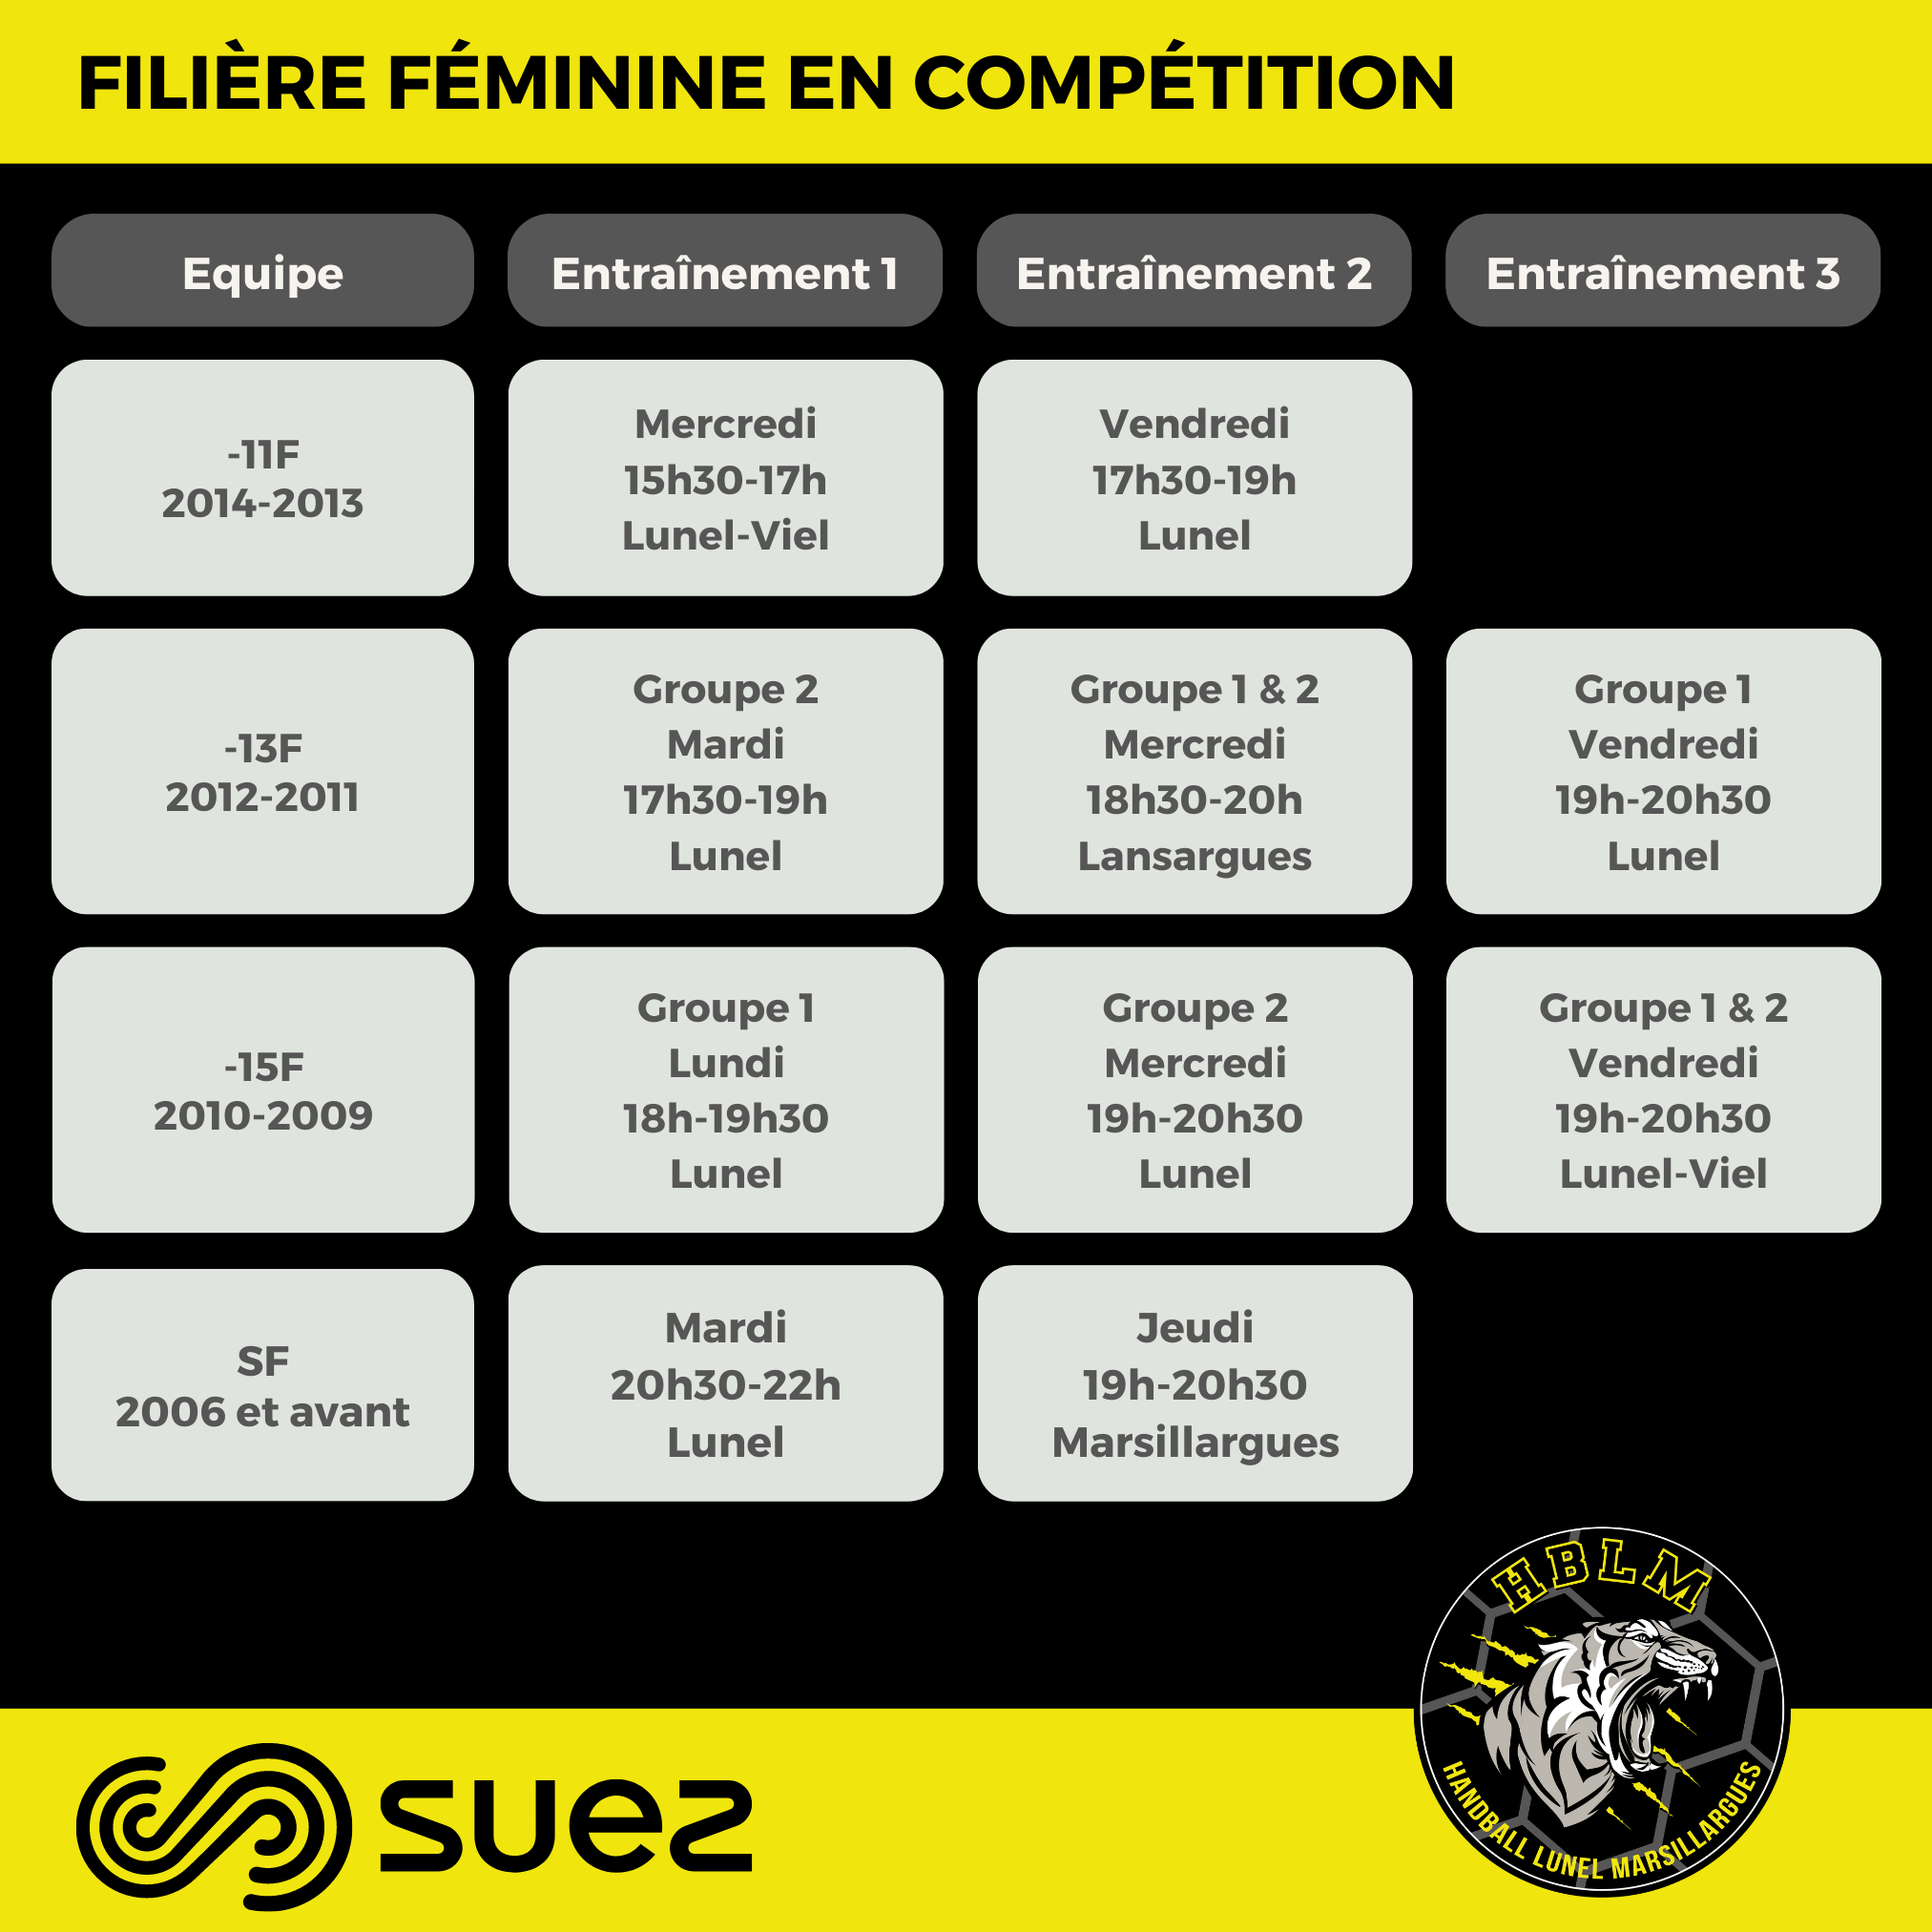 FILIÈRE FÉMININE EN COMPÉTITION
Equipe
Entraînement 1
Entraînement 2
Entraînement 3
-11F
2014-2013
Mercredi
15h30-17h
Lunel-Viel
Vendredi
17h30-19h
Lunel
-13F
2012-2011
Groupe 2
Mardi
17h30-19h
Lunel
Groupe 1 & 2
Mercredi
18h30-20h
Lansargues
Groupe 1
Vendredi
19h-20h30
Lunel
-15F
2010-2009
Groupe 1
Lundi
18h-19h30
Lunel
Groupe 2
Mercredi
19h-20h30
Lunel
Groupe 1 & 2
Vendredi
19h-20h30
Lunel-Viel
SF
2006 et avant
Mardi
20h30-22h
Lunel
Jeudi
19h-20h30
Marsillargues
HBLM
HANDBALL LUNEL MARSILLARGUES
suez